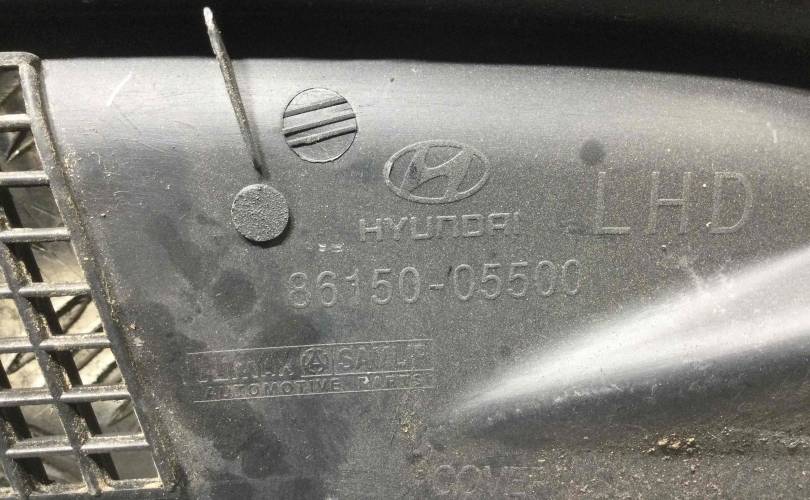 HYUNDAI
LHD
86150-05500
AUTOMOTIVE PARTS